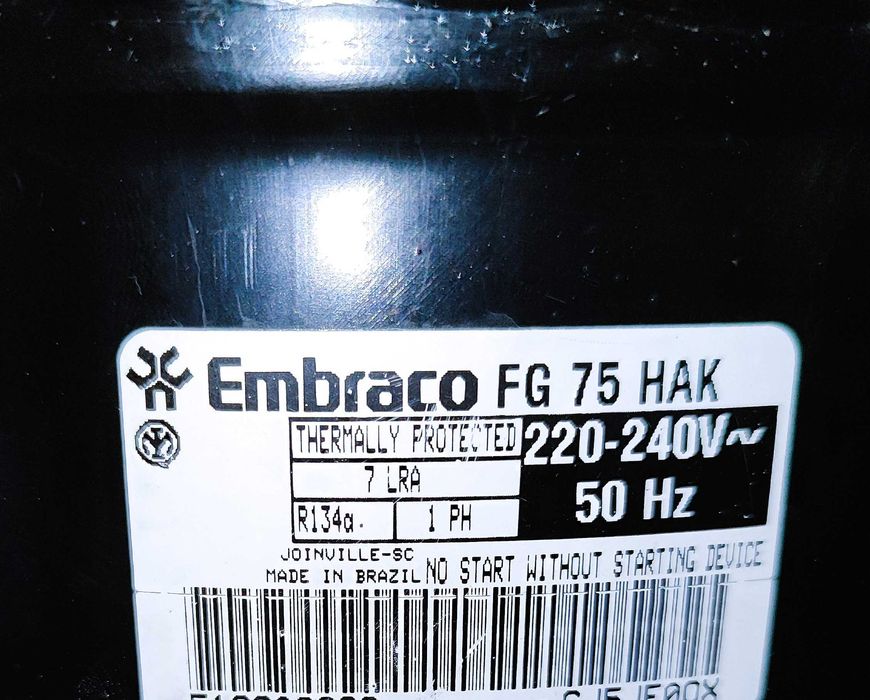 Embraco FG 75 HAK
THERMALLY PROTECTED
220-240V~
7 LRA
50 Hz
R134a.
1 PH
JOINVILLE-SC
MADE IN BRAZIL
NO START WITHOUT STARTING DEVICE